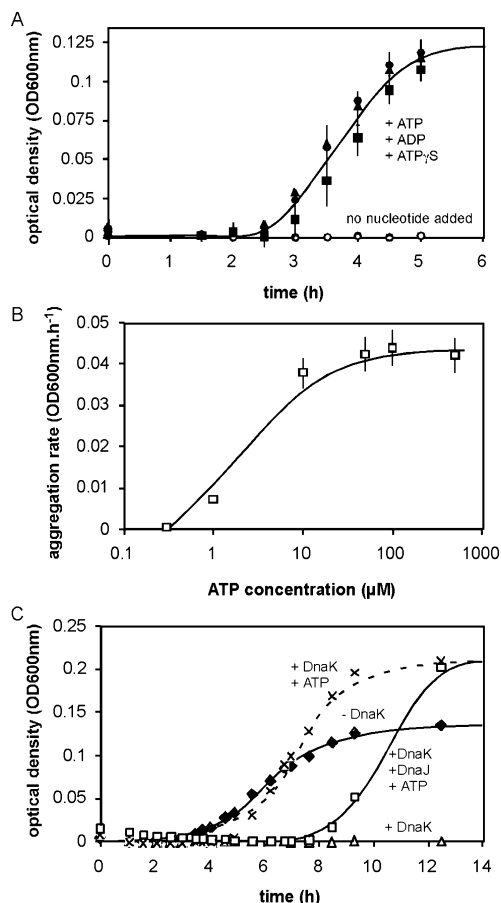 A
optical density (OD600nm)
0.125
0.1
0.075
0.05
0.025
0
+ ATP
+ ADP
+ ATPγS
no nucleotide added
0 1 2 3 4 5 6
time (h)
B
aggregation rate (OD600nm.h⁻¹)
0.05
0.04
0.03
0.02
0.01
0
0.1 1 10 100 1000
ATP concentration (µM)
C
optical density (OD600nm)
0.25
0.2
0.15
0.1
0.05
0
+ DnaK
+ ATP
- DnaK
+DnaK
+DnaJ
+ ATP
+ DnaK
0 2 4 6 8 10 12 14
time (h)